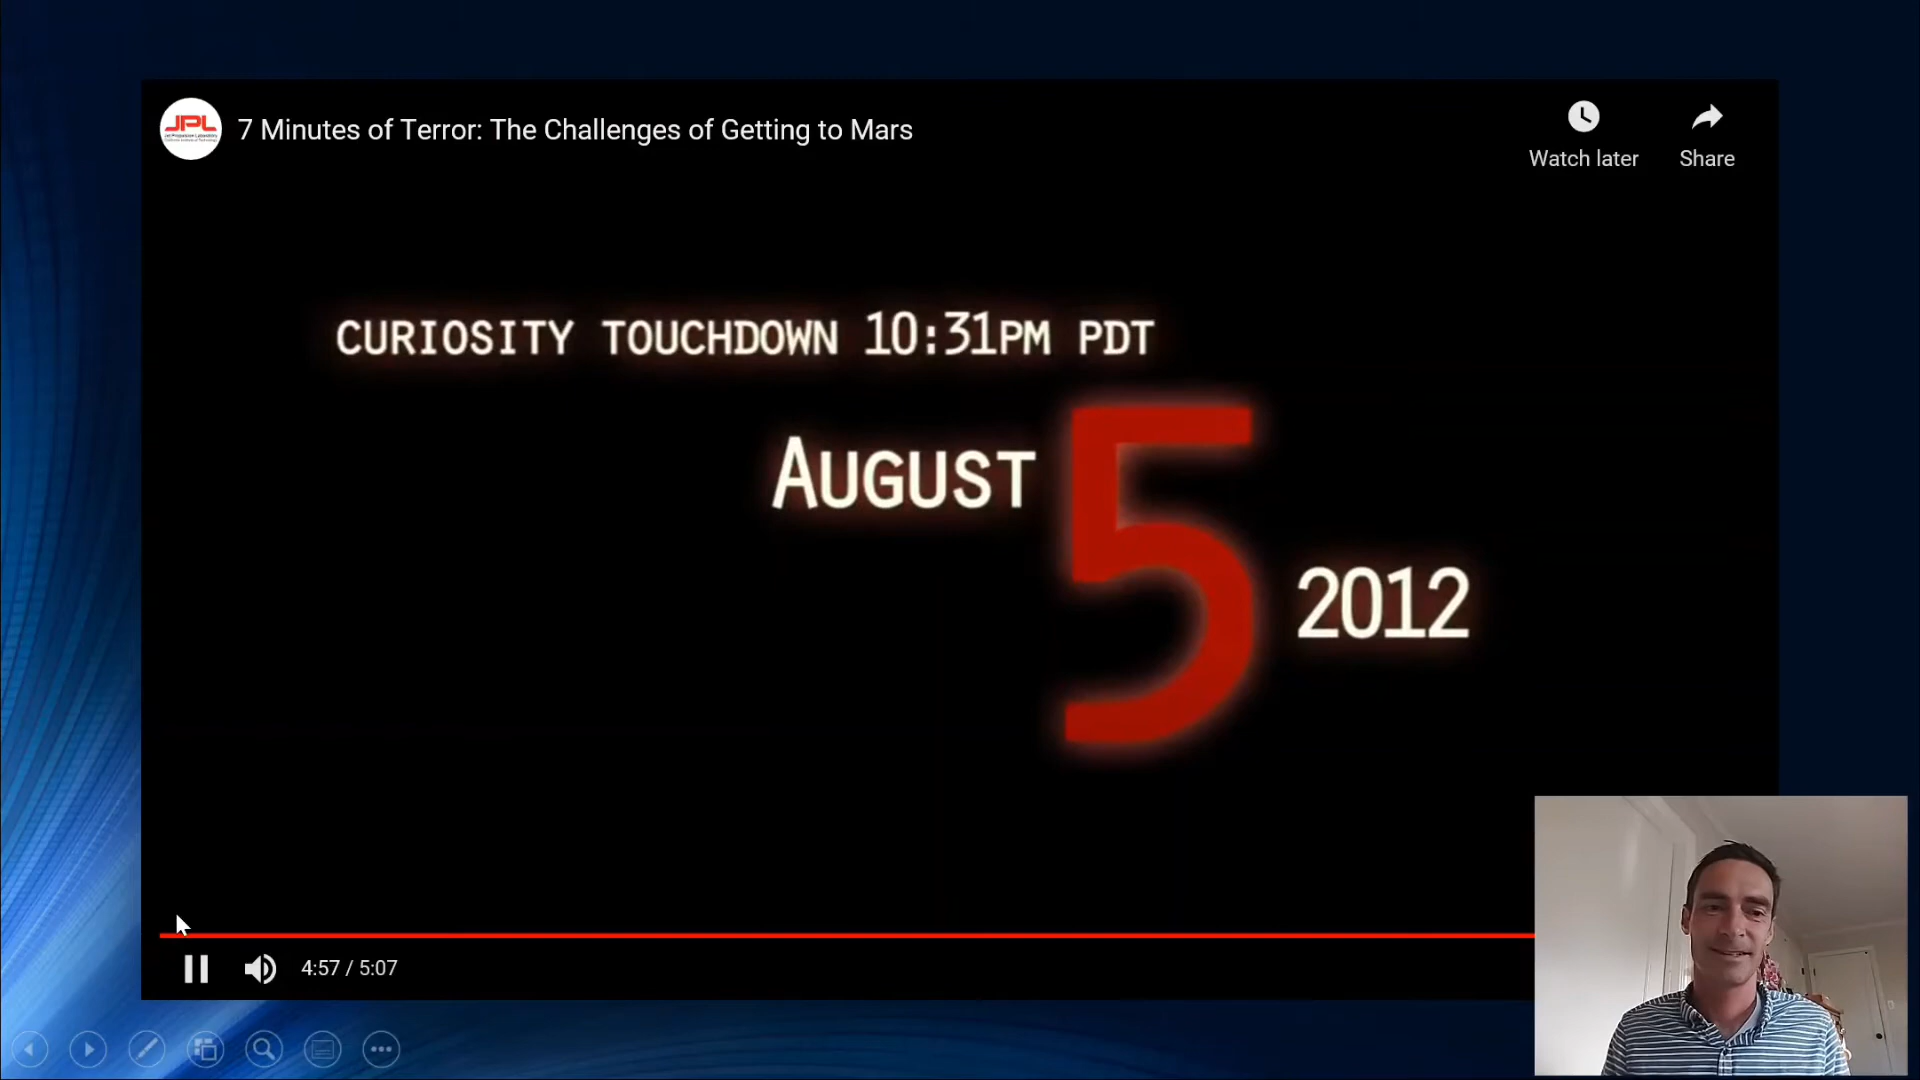 JPL
7 Minutes of Terror: The Challenges of Getting to Mars
Watch later
Share
CURIOSITY TOUCHDOWN 10:31PM PDT
AUGUST 5
2012
4:57 / 5:07